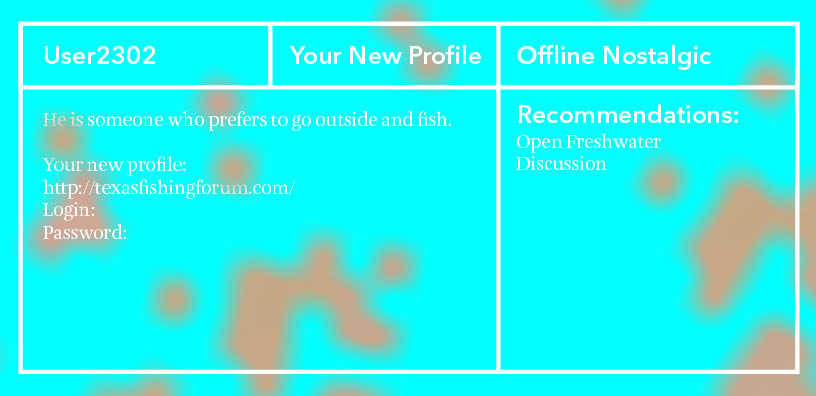 User2302
Your New Profile
Offline Nostalgic
He is someone who prefers to go outside and fish.
Your new profile:
http://texasfishingforum.com/
Login:
Password:
Recommendations:
Open Freshwater
Discussion